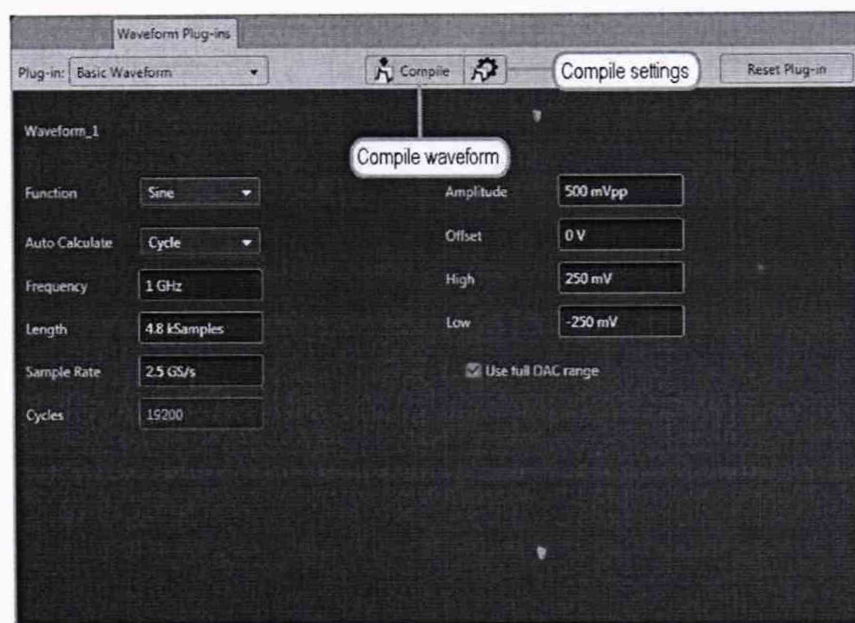 Waveform Plug-ins
Plug-in: Basic Waveform
Compile
Compile settings
Reset Plug-in
Waveform_1
Compile waveform
Function Sine
Amplitude 500 mVpp
Auto Calculate Cycle
Offset 0 V
Frequency 1 GHz
High 250 mV
Length 4.8 kSamples
Low -250 mV
Sample Rate 2.5 GS/s
Use full DAC range
Cycles 19200